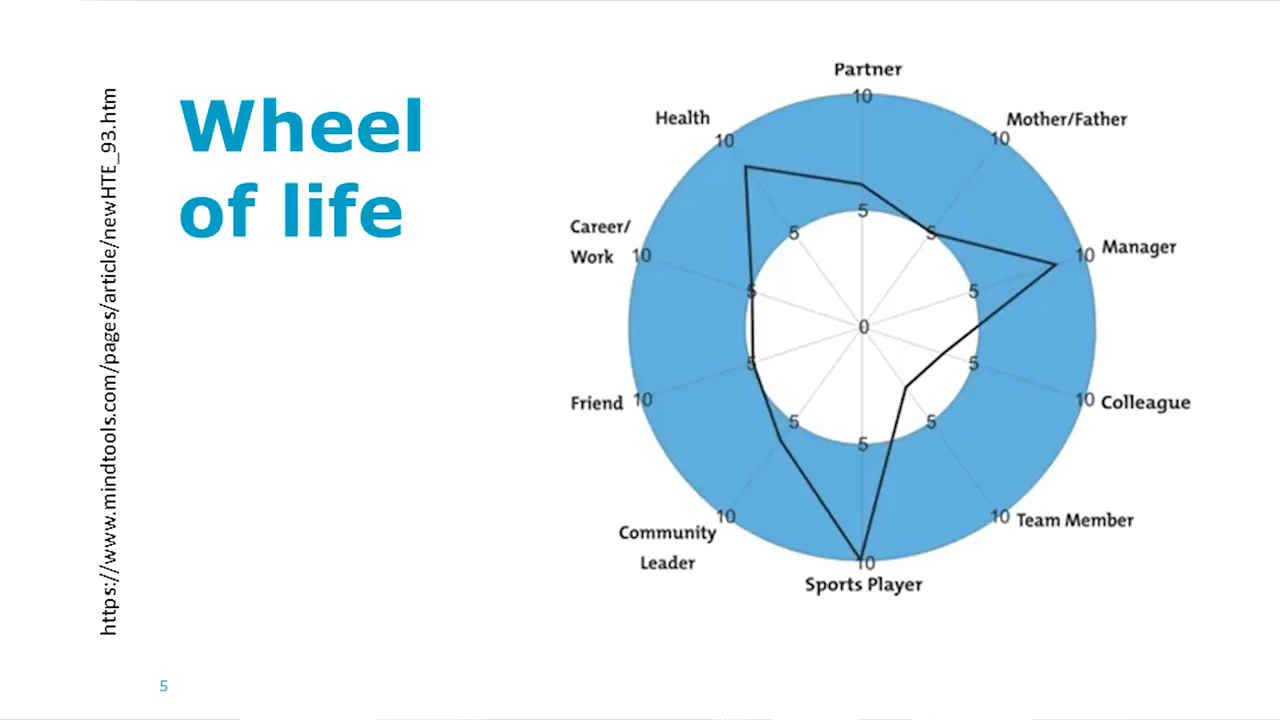 https://www.mindtools.com/pages/article/newHTE_93.htm
Wheel
of life
Partner
10
Health
10
Mother/Father
10
5
5
5
Career/
Work
10
Manager
10
5
5
0
5
5
Friend
10
Colleague
10
5
5
5
Community
Leader
10
Team Member
10
10
Sports Player
5